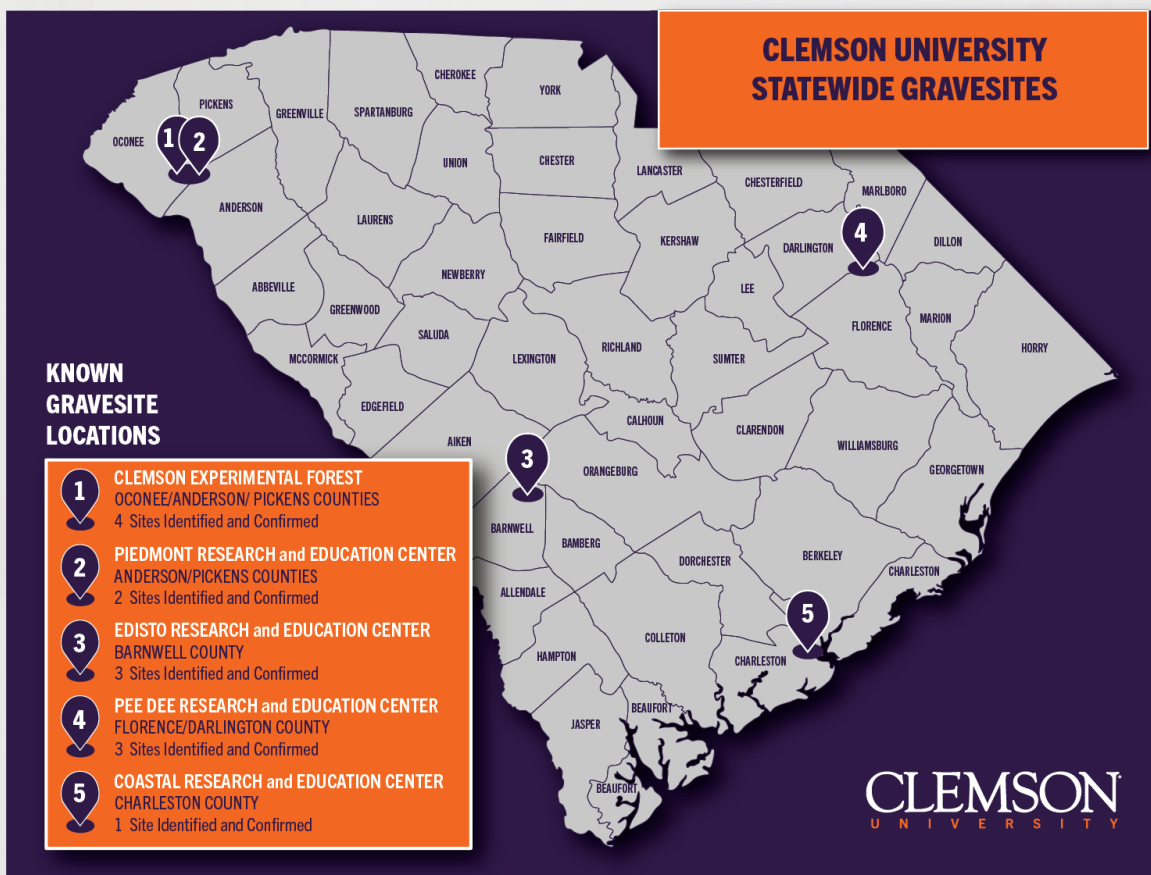 CLEMSON UNIVERSITY
STATEWIDE GRAVESITES
CHEROKEE
YORK
PICKENS
GREENVILLE
SPARTANBURG
OCONEE
1
2
UNION
CHESTER
LANCASTER
CHESTERFIELD
MARLBORO
ANDERSON
LAURENS
FAIRFIELD
KERSHAW
DARLINGTON
4
DILLON
NEWBERRY
ABBEVILLE
GREENWOOD
LEE
SALUDA
FLORENCE
MARION
MCCORMICK
LEXINGTON
RICHLAND
SUMTER
HORRY
EDGEFIELD
CALHOUN
CLARENDON
WILLIAMSBURG
AIKEN
3
ORANGEBURG
GEORGETOWN
BARNWELL
BAMBERG
DORCHESTER
BERKELEY
CHARLESTON
ALLENDALE
5
COLLETON
HAMPTON
CHARLESTON
JASPER
BEAUFORT
BEAUFORT
KNOWN
GRAVESITE
LOCATIONS
1
CLEMSON EXPERIMENTAL FOREST
OCONEE/ANDERSON/ PICKENS COUNTIES
4 Sites Identified and Confirmed
2
PIEDMONT RESEARCH and EDUCATION CENTER
ANDERSON/PICKENS COUNTIES
2 Sites Identified and Confirmed
3
EDISTO RESEARCH and EDUCATION CENTER
BARNWELL COUNTY
3 Sites Identified and Confirmed
4
PEE DEE RESEARCH and EDUCATION CENTER
FLORENCE/DARLINGTON COUNTY
3 Sites Identified and Confirmed
5
COASTAL RESEARCH and EDUCATION CENTER
CHARLESTON COUNTY
1 Site Identified and Confirmed
CLEMSON
UNIVERSITY